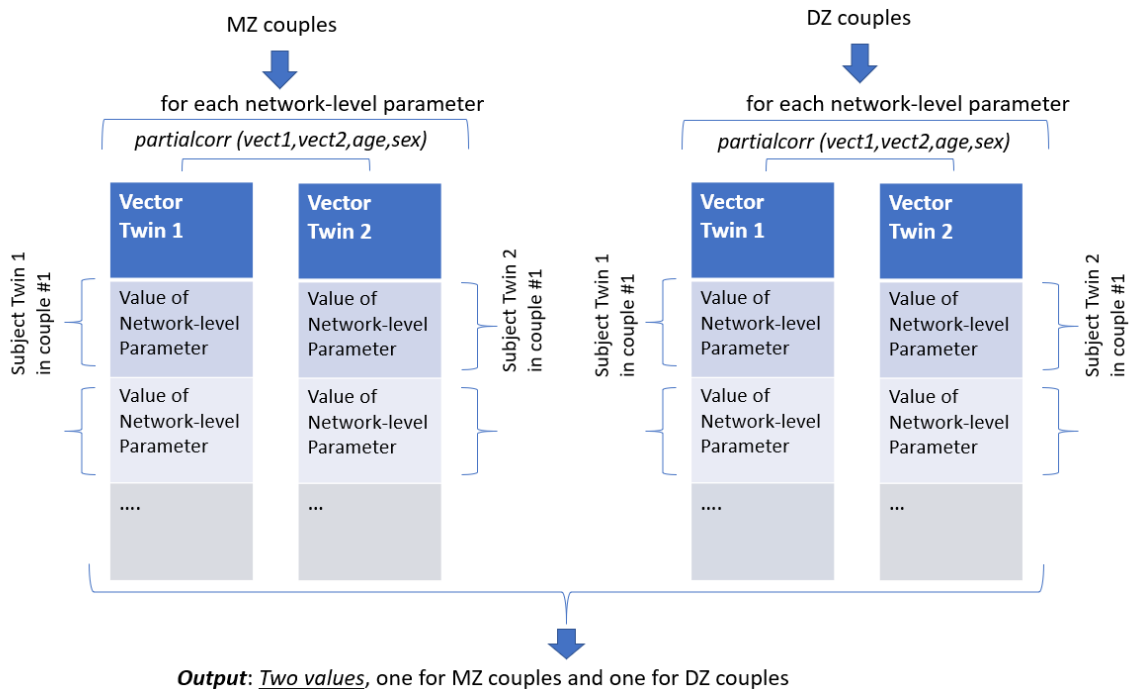 MZ couples
for each network-level parameter
partialcorr (vect1,vect2,age,sex)
Vector
Twin 1
Vector
Twin 2
Subject Twin 1
in couple #1
Value of
Network-level
Parameter
Value of
Network-level
Parameter
Subject Twin 2
in couple #1
Value of
Network-level
Parameter
Value of
Network-level
Parameter
....
...
DZ couples
for each network-level parameter
partialcorr (vect1,vect2,age,sex)
Vector
Twin 1
Vector
Twin 2
Subject Twin 1
in couple #1
Value of
Network-level
Parameter
Value of
Network-level
Parameter
Subject Twin 2
in couple #1
Value of
Network-level
Parameter
Value of
Network-level
Parameter
....
...
Output: Two values, one for MZ couples and one for DZ couples